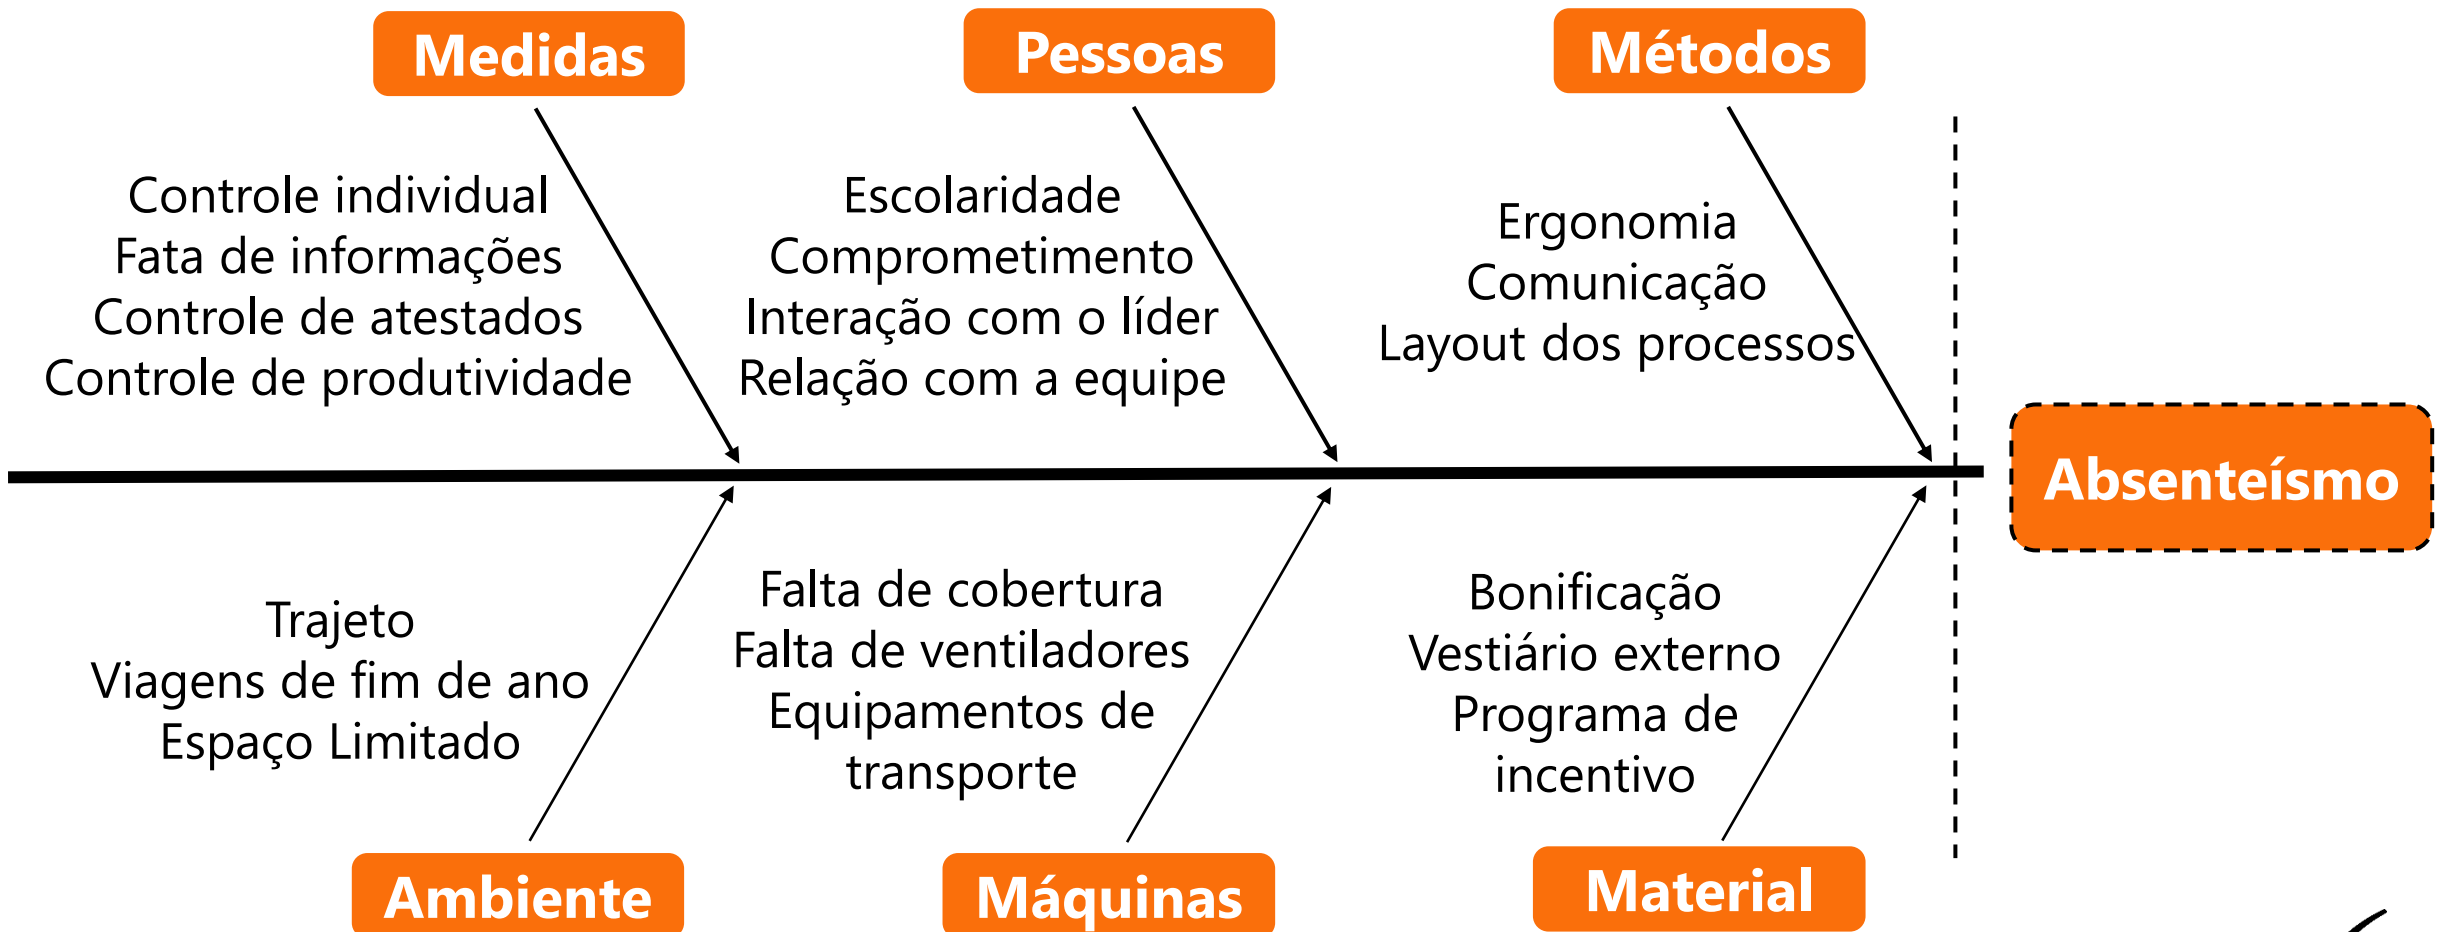 Medidas
Pessoas
Métodos
Controle individual
Fata de informações
Controle de atestados
Controle de produtividade
Escolaridade
Comprometimento
Interação com o líder
Relação com a equipe
Ergonomia
Comunicação
Layout dos processos
Absenteísmo
Trajeto
Viagens de fim de ano
Espaço Limitado
Falta de cobertura
Falta de ventiladores
Equipamentos de
transporte
Bonificação
Vestiário externo
Programa de
incentivo
Ambiente
Máquinas
Material